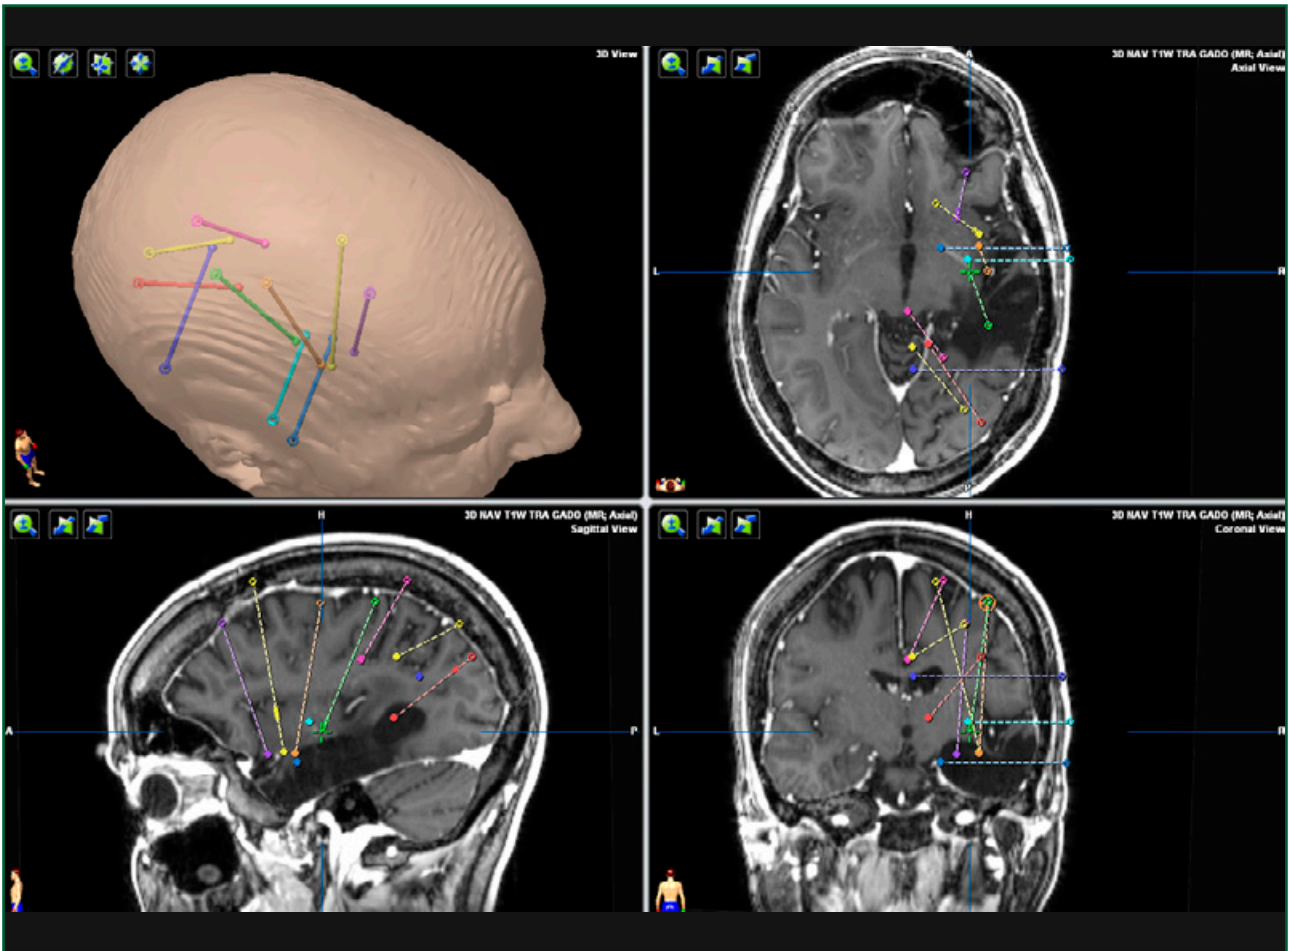 3D View
3D NAV T1W TRA GADO (MR; Axial)
Axial View
A
L
R
P
3D NAV T1W TRA GADO (MR; Axial)
Sagittal View
H
A
P
3D NAV T1W TRA GADO (MR; Axial)
Coronal View
H
L
R